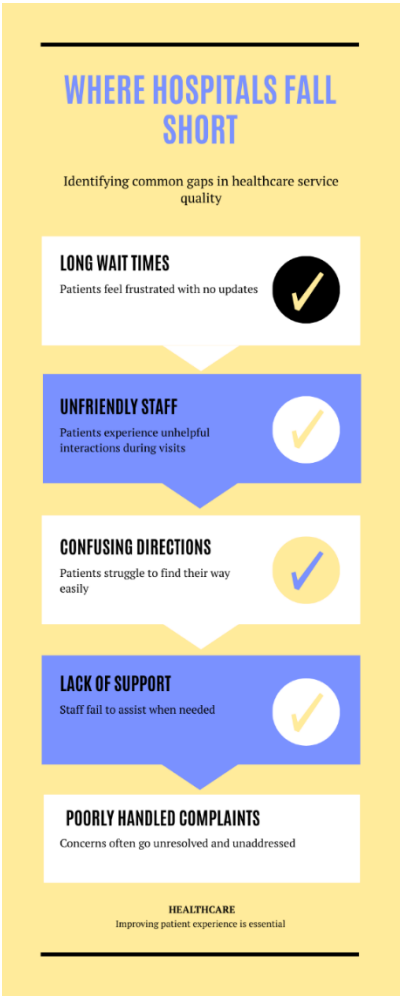 WHERE HOSPITALS FALL
SHORT
Identifying common gaps in healthcare service
quality
LONG WAIT TIMES
Patients feel frustrated with no updates
UNFRIENDLY STAFF
Patients experience unhelpful
interactions during visits
CONFUSING DIRECTIONS
Patients struggle to find their way
easily
LACK OF SUPPORT
Staff fail to assist when needed
POORLY HANDLED COMPLAINTS
Concerns often go unresolved and unaddressed
HEALTHCARE
Improving patient experience is essential